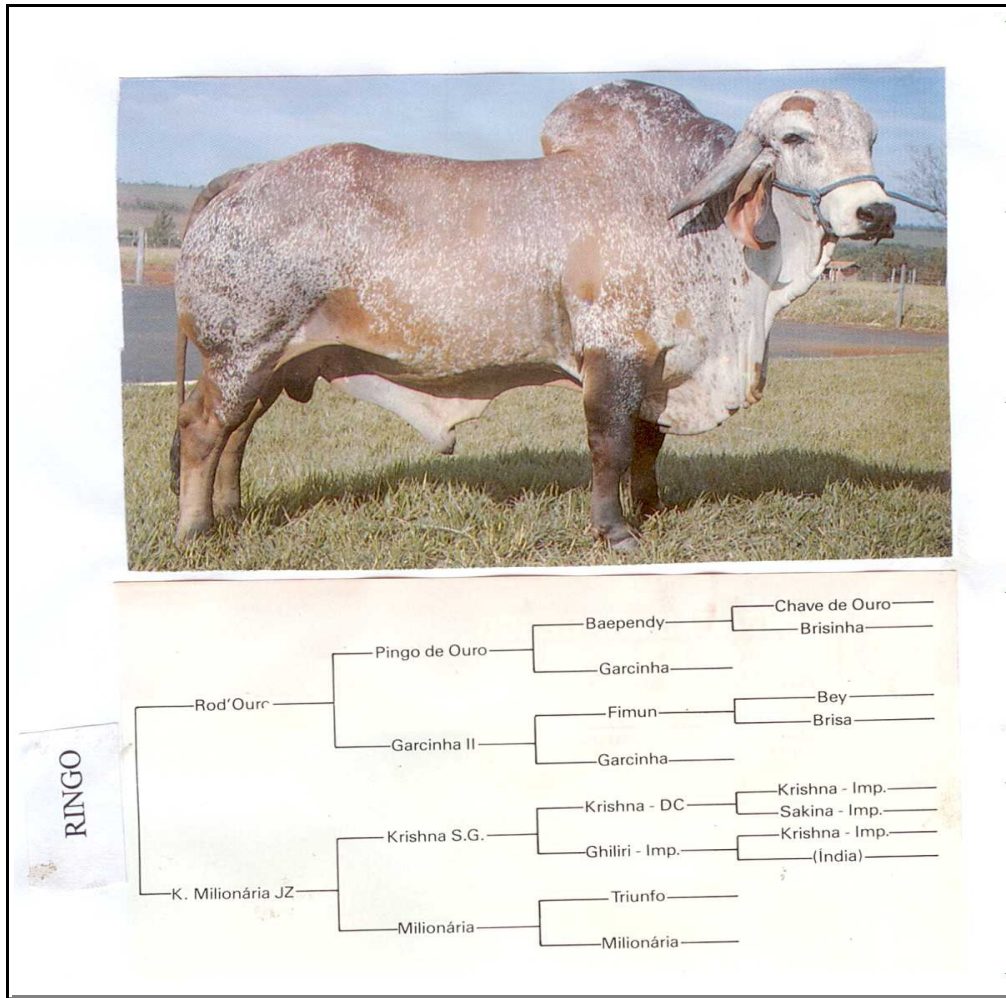 Chave de Ouro
Baependy
Brisinha
Pingo de Ouro
Garcinha
Rod'Ouro
Fimun
Bey
Brisa
Garcinha II
Garcinha
RINGO
Krishna - Imp.
Krishna - DC
Sakina - Imp.
Krishna S.G.
Krishna - Imp.
Ghiliri - Imp.
(Índia)
K. Milionária JZ
Triunfo
Milionária
Milionária